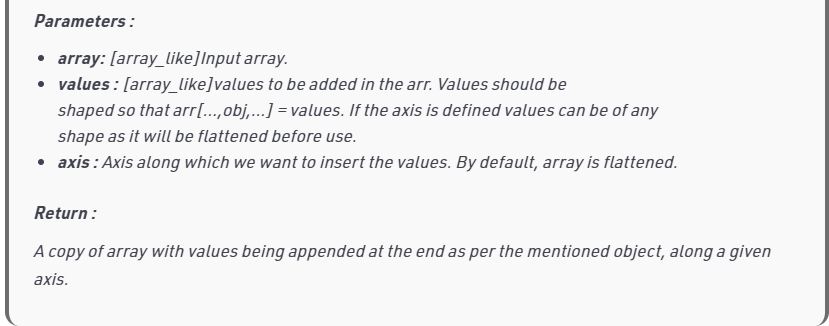 Parameters :
array: [array_like]Input array.
values : [array_like]values to be added in the arr. Values should be
shaped so that arr[...,obj,...] = values. If the axis is defined values can be of any
shape as it will be flattened before use.
axis : Axis along which we want to insert the values. By default, array is flattened.
Return :
A copy of array with values being appended at the end as per the mentioned object, along a given
axis.